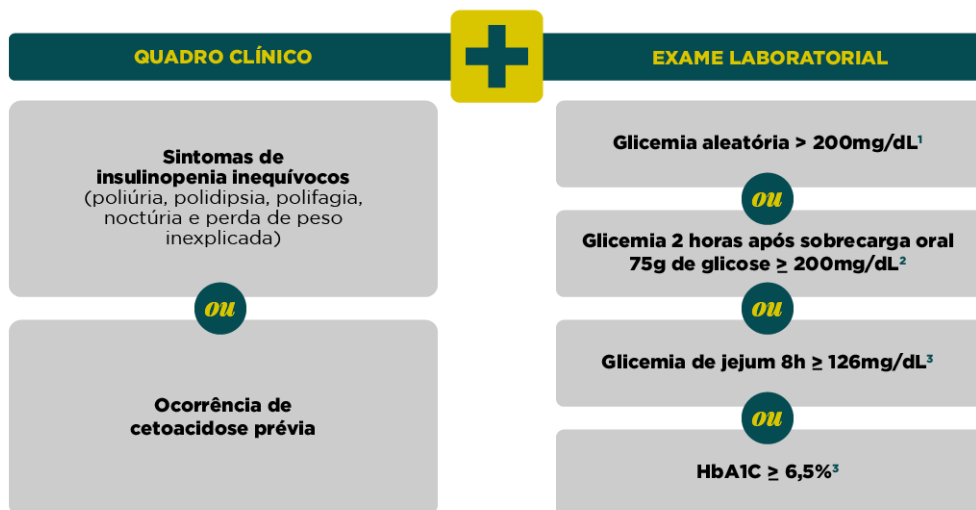 QUADRO CLÍNICO
Sintomas de
insulinopenia inequívocos
(poliúria, polidipsia, polifagia,
noctúria e perda de peso
inexplicada)
ou
Ocorrência de
cetoacidose prévia
EXAME LABORATORIAL
Glicemia aleatória > 200mg/dL¹
ou
Glicemia 2 horas após sobrecarga oral
75g de glicose ≥ 200mg/dL²
ou
Glicemia de jejum 8h ≥ 126mg/dL³
ou
HbA1C ≥ 6,5%³